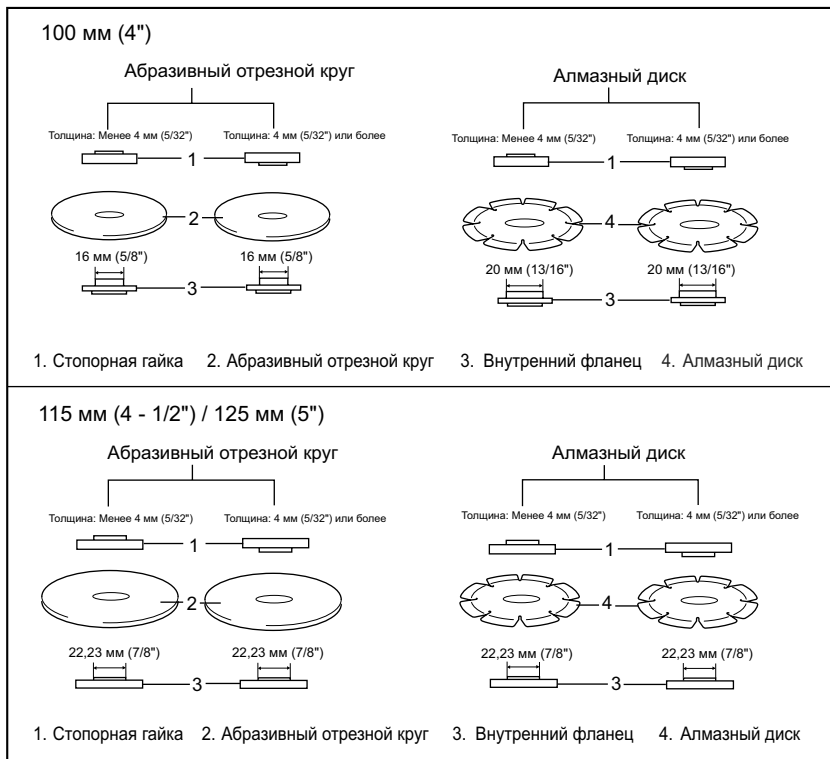 100 мм (4")
Абразивный отрезной круг
Алмазный диск
Толщина: Менее 4 мм (5/32") Толщина: 4 мм (5/32") или более
Толщина: Менее 4 мм (5/32") Толщина: 4 мм (5/32") или более
1 1
2 4
16 мм (5/8") 16 мм (5/8") 20 мм (13/16") 20 мм (13/16")
3 3
1. Стопорная гайка 2. Абразивный отрезной круг 3. Внутренний фланец 4. Алмазный диск
115 мм (4 - 1/2") / 125 мм (5")
Абразивный отрезной круг
Алмазный диск
Толщина: Менее 4 мм (5/32") Толщина: 4 мм (5/32") или более
Толщина: Менее 4 мм (5/32") Толщина: 4 мм (5/32") или более
1 1
2 4
22,23 мм (7/8") 22,23 мм (7/8") 22,23 мм (7/8") 22,23 мм (7/8")
3 3
1. Стопорная гайка 2. Абразивный отрезной круг 3. Внутренний фланец 4. Алмазный диск